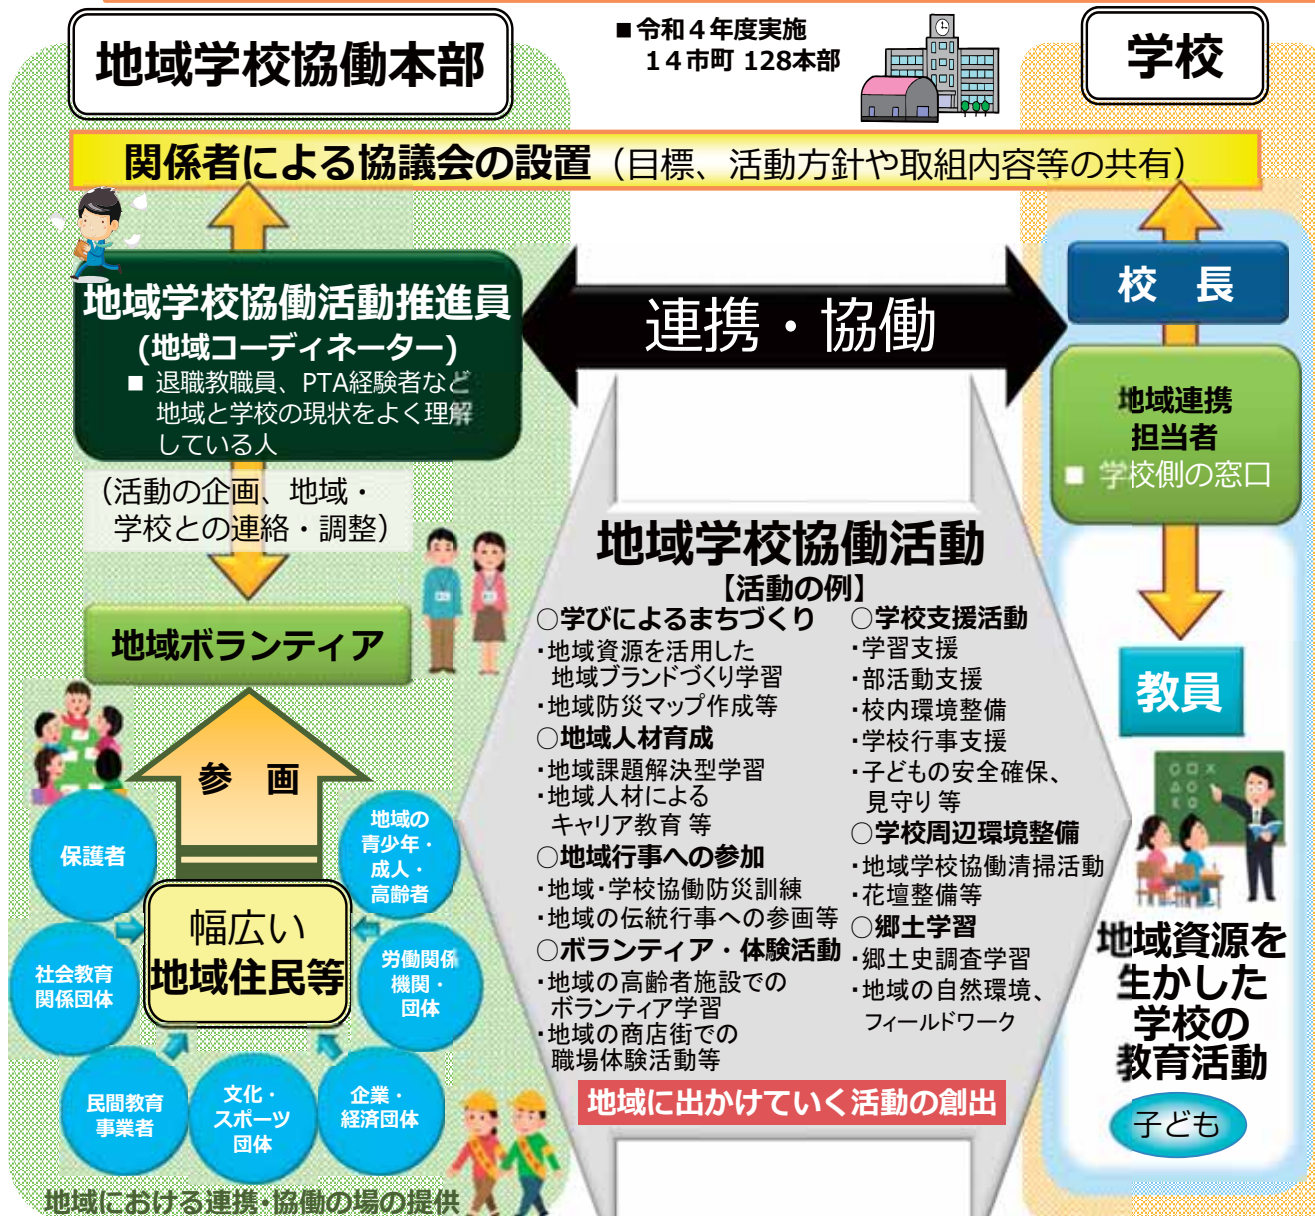 地域学校協働本部
■令和４年度実施
１４市町 128本部
学校
関係者による協議会の設置（目標、活動方針や取組内容等の共有）
地域学校協働活動推進員
(地域コーディネーター)
■ 退職教職員、PTA経験者など
地域と学校の現状をよく理解
している人
（活動の企画、地域・
学校との連絡・調整）
地域ボランティア
参　画
保護者
地域の
青少年・
成人・
高齢者
幅広い
地域住民等
社会教育
関係団体
労働関係
機関・
団体
民間教育
事業者
文化・
スポーツ
団体
企業・
経済団体
地域における連携・協働の場の提供
連携・協働
地域学校協働活動
【活動の例】
○学びによるまちづくり
・地域資源を活用した
地域ブランドづくり学習
・地域防災マップ作成等
○地域人材育成
・地域課題解決型学習
・地域人材による
キャリア教育 等
○地域行事への参加
・地域・学校協働防災訓練
・地域の伝統行事への参画等
○ボランティア・体験活動
・地域の高齢者施設での
ボランティア学習
・地域の商店街での
職場体験活動等
○学校支援活動
・学習支援
・部活動支援
・校内環境整備
・学校行事支援
・子どもの安全確保、
見守り 等
○学校周辺環境整備
・地域学校協働清掃活動
・花壇整備等
○郷土学習
・郷土史調査学習
・地域の自然環境、
フィールドワーク
地域に出かけていく活動の創出
校　長
地域連携
担当者
■ 学校側の窓口
教員
地域資源を
生かした
学校の
教育活動
子ども